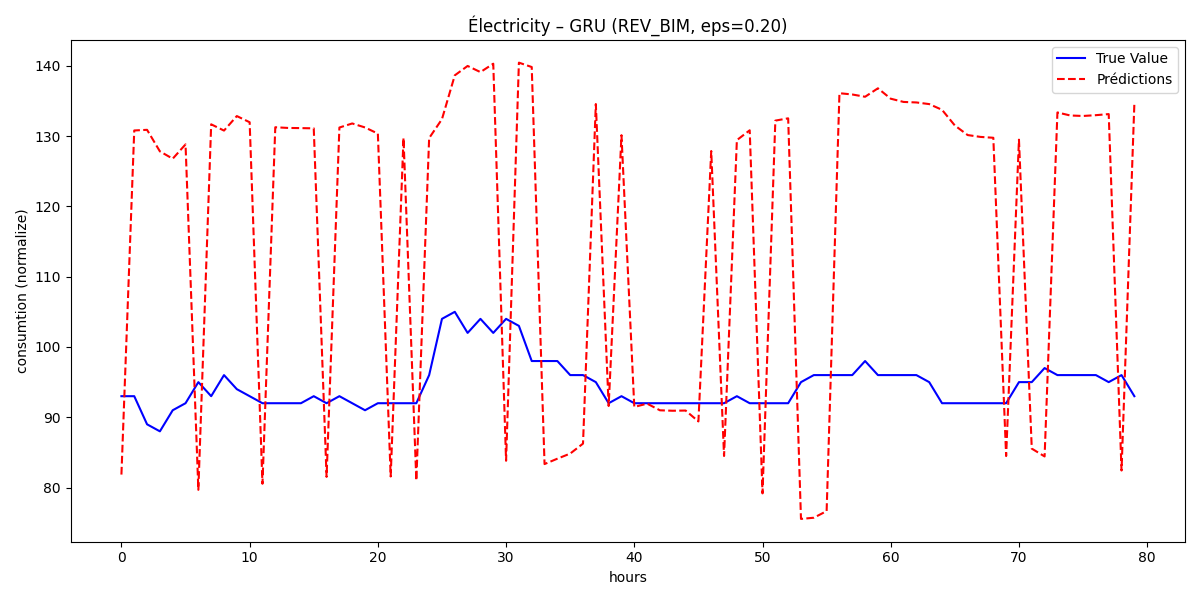 Électricity – GRU (REV_BIM, eps=0.20)
True Value
Prédictions
consumtion (normalize)
140
130
120
110
100
90
80
0 10 20 30 40 50 60 70 80
hours